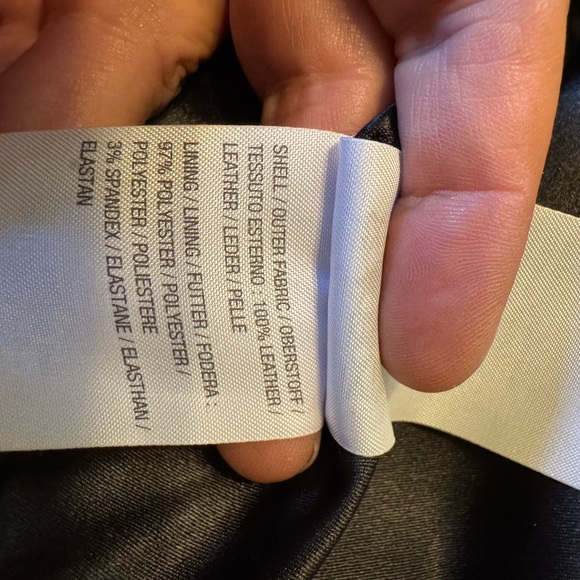 SHELL / OUTER FABRIC / OBERSTOFF /
TESSUTO ESTERNO : 100% LEATHER /
LEATHER / LEDER / PELLE
LINING / LINING / FUTTER / FODERA :
97% POLYESTER / POLYESTER /
POLYESTER / POLIESTERE
3% SPANDEX / ELASTANE / ELASTHAN /
ELASTAN